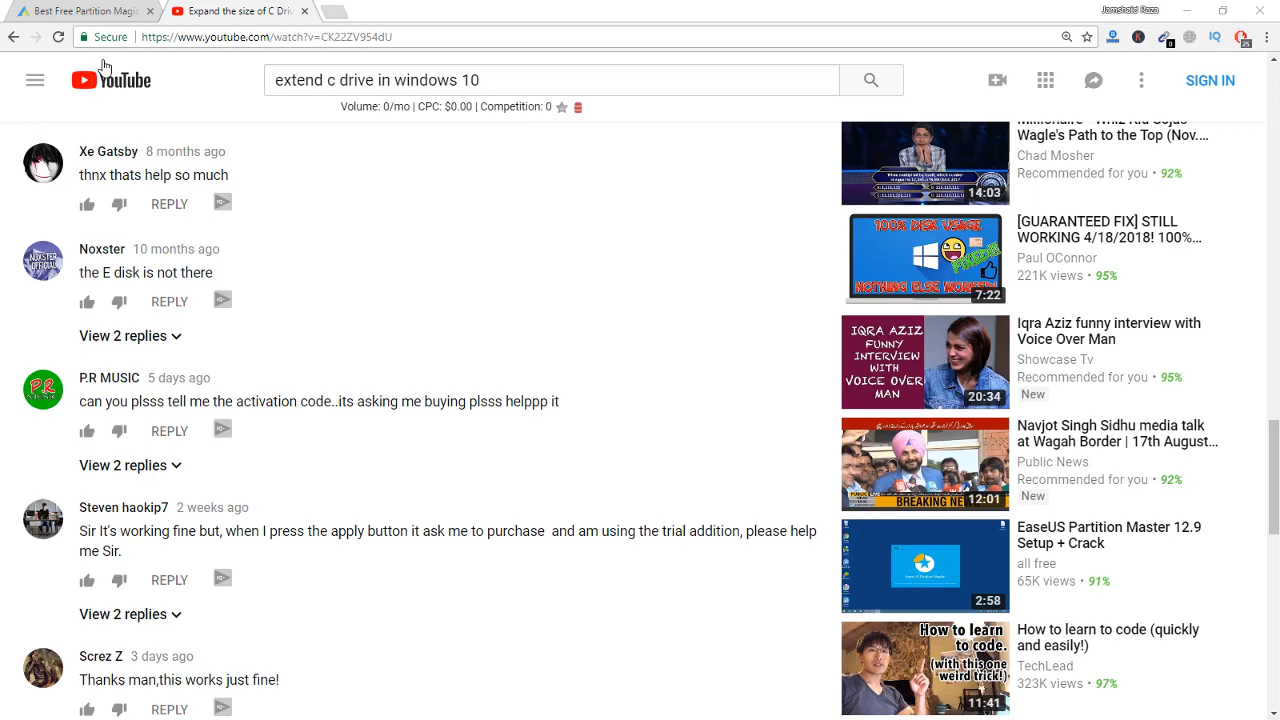 Best Free Partition Magic
Expand the size of C Driv
Jamshaid Raza
Secure
https://www.youtube.com/watch?v=CK22ZV954dU
0
IQ
25
YouTube
extend c drive in windows 10
SIGN IN
Volume: 0/mo | CPC: $0.00 | Competition: 0
Xe Gatsby 8 months ago
thnx thats help so much
REPLY
Noxster 10 months ago
the E disk is not there
REPLY
View 2 replies
P.R MUSIC 5 days ago
can you plsss tell me the activation code..its asking me buying plsss helppp it
REPLY
View 2 replies
Steven hackp7 2 weeks ago
Sir It's working fine but, when I press the apply button it ask me to purchase and am using the trial addition, please help
me Sir.
REPLY
View 2 replies
Screz Z 3 days ago
Thanks man,this works just fine!
REPLY
Wagle's Path to the Top (Nov....
Chad Mosher
Recommended for you • 92%
14:03
[GUARANTEED FIX] STILL
WORKING 4/18/2018! 100%...
Paul OConnor
221K views • 95%
100% DISK USAGE
FIXED!
NOTHING ELSE WORKED!
7:22
Iqra Aziz funny interview with
Voice Over Man
Showcase Tv
Recommended for you • 95%
New
IQRA AZIZ
FUNNY
INTERVIEW
WITH
VOICE OVER
MAN
20:34
Navjot Singh Sidhu media talk
at Wagah Border | 17th August...
Public News
Recommended for you • 92%
New
BREAKING NEWS
12:01
EaseUS Partition Master 12.9
Setup + Crack
all free
65K views • 91%
2:58
How to learn to code (quickly
and easily!)
TechLead
323K views • 97%
How to learn
to code.
(with this one
weird trick!)
11:41